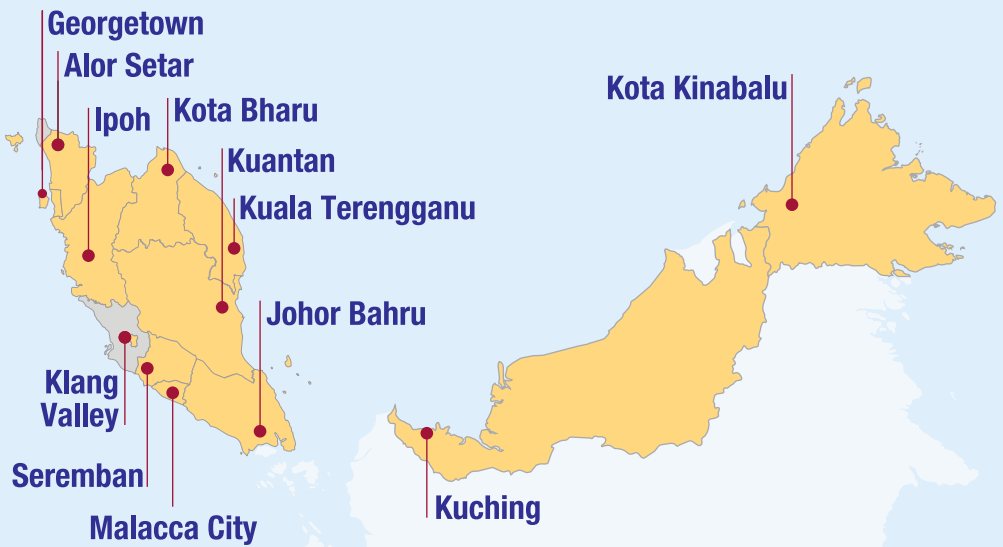 Georgetown
Alor Setar
Ipoh
Kota Bharu
Kuantan
Kuala Terengganu
Kota Kinabalu
Johor Bahru
Klang
Valley
Seremban
Malacca City
Kuching